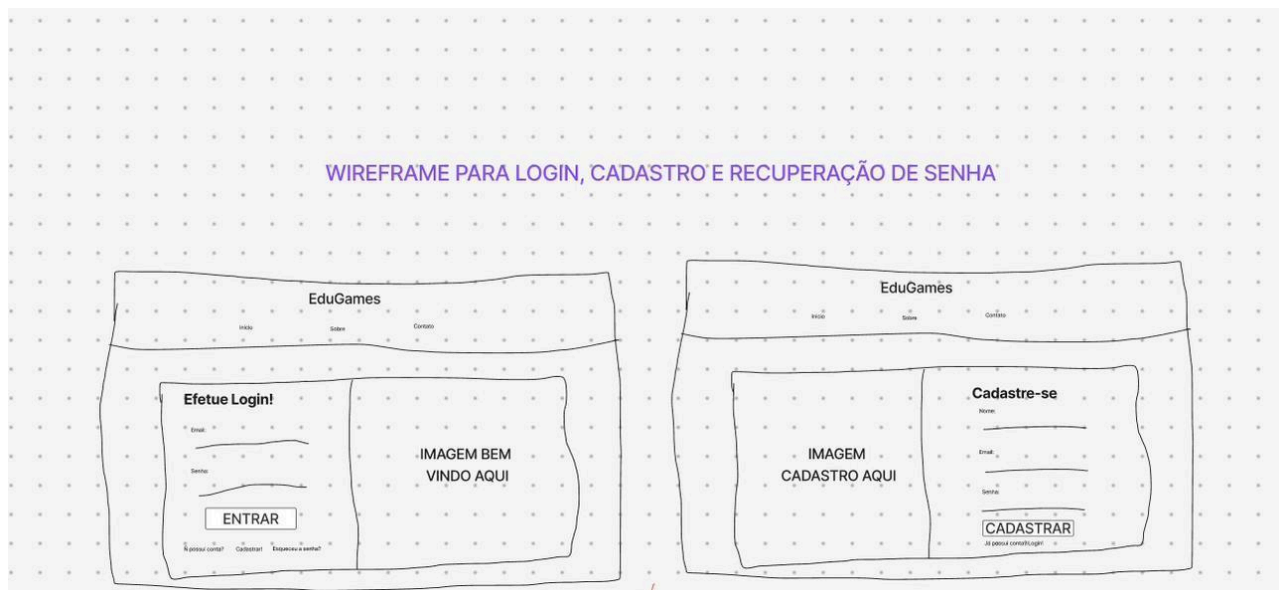 WIREFRAME PARA LOGIN, CADASTRO E RECUPERAÇÃO DE SENHA
EduGames
Início Sobre Contato
Efetue Login!
Email:
Senha:
ENTRAR
Ñ possui conta? Cadastrar! Esqueceu a senha?
IMAGEM BEM
VINDO AQUI
EduGames
Início Sobre Contato
IMAGEM
CADASTRO AQUI
Cadastre-se
Nome:
Email:
Senha:
CADASTRAR
Já possui conta?Login!